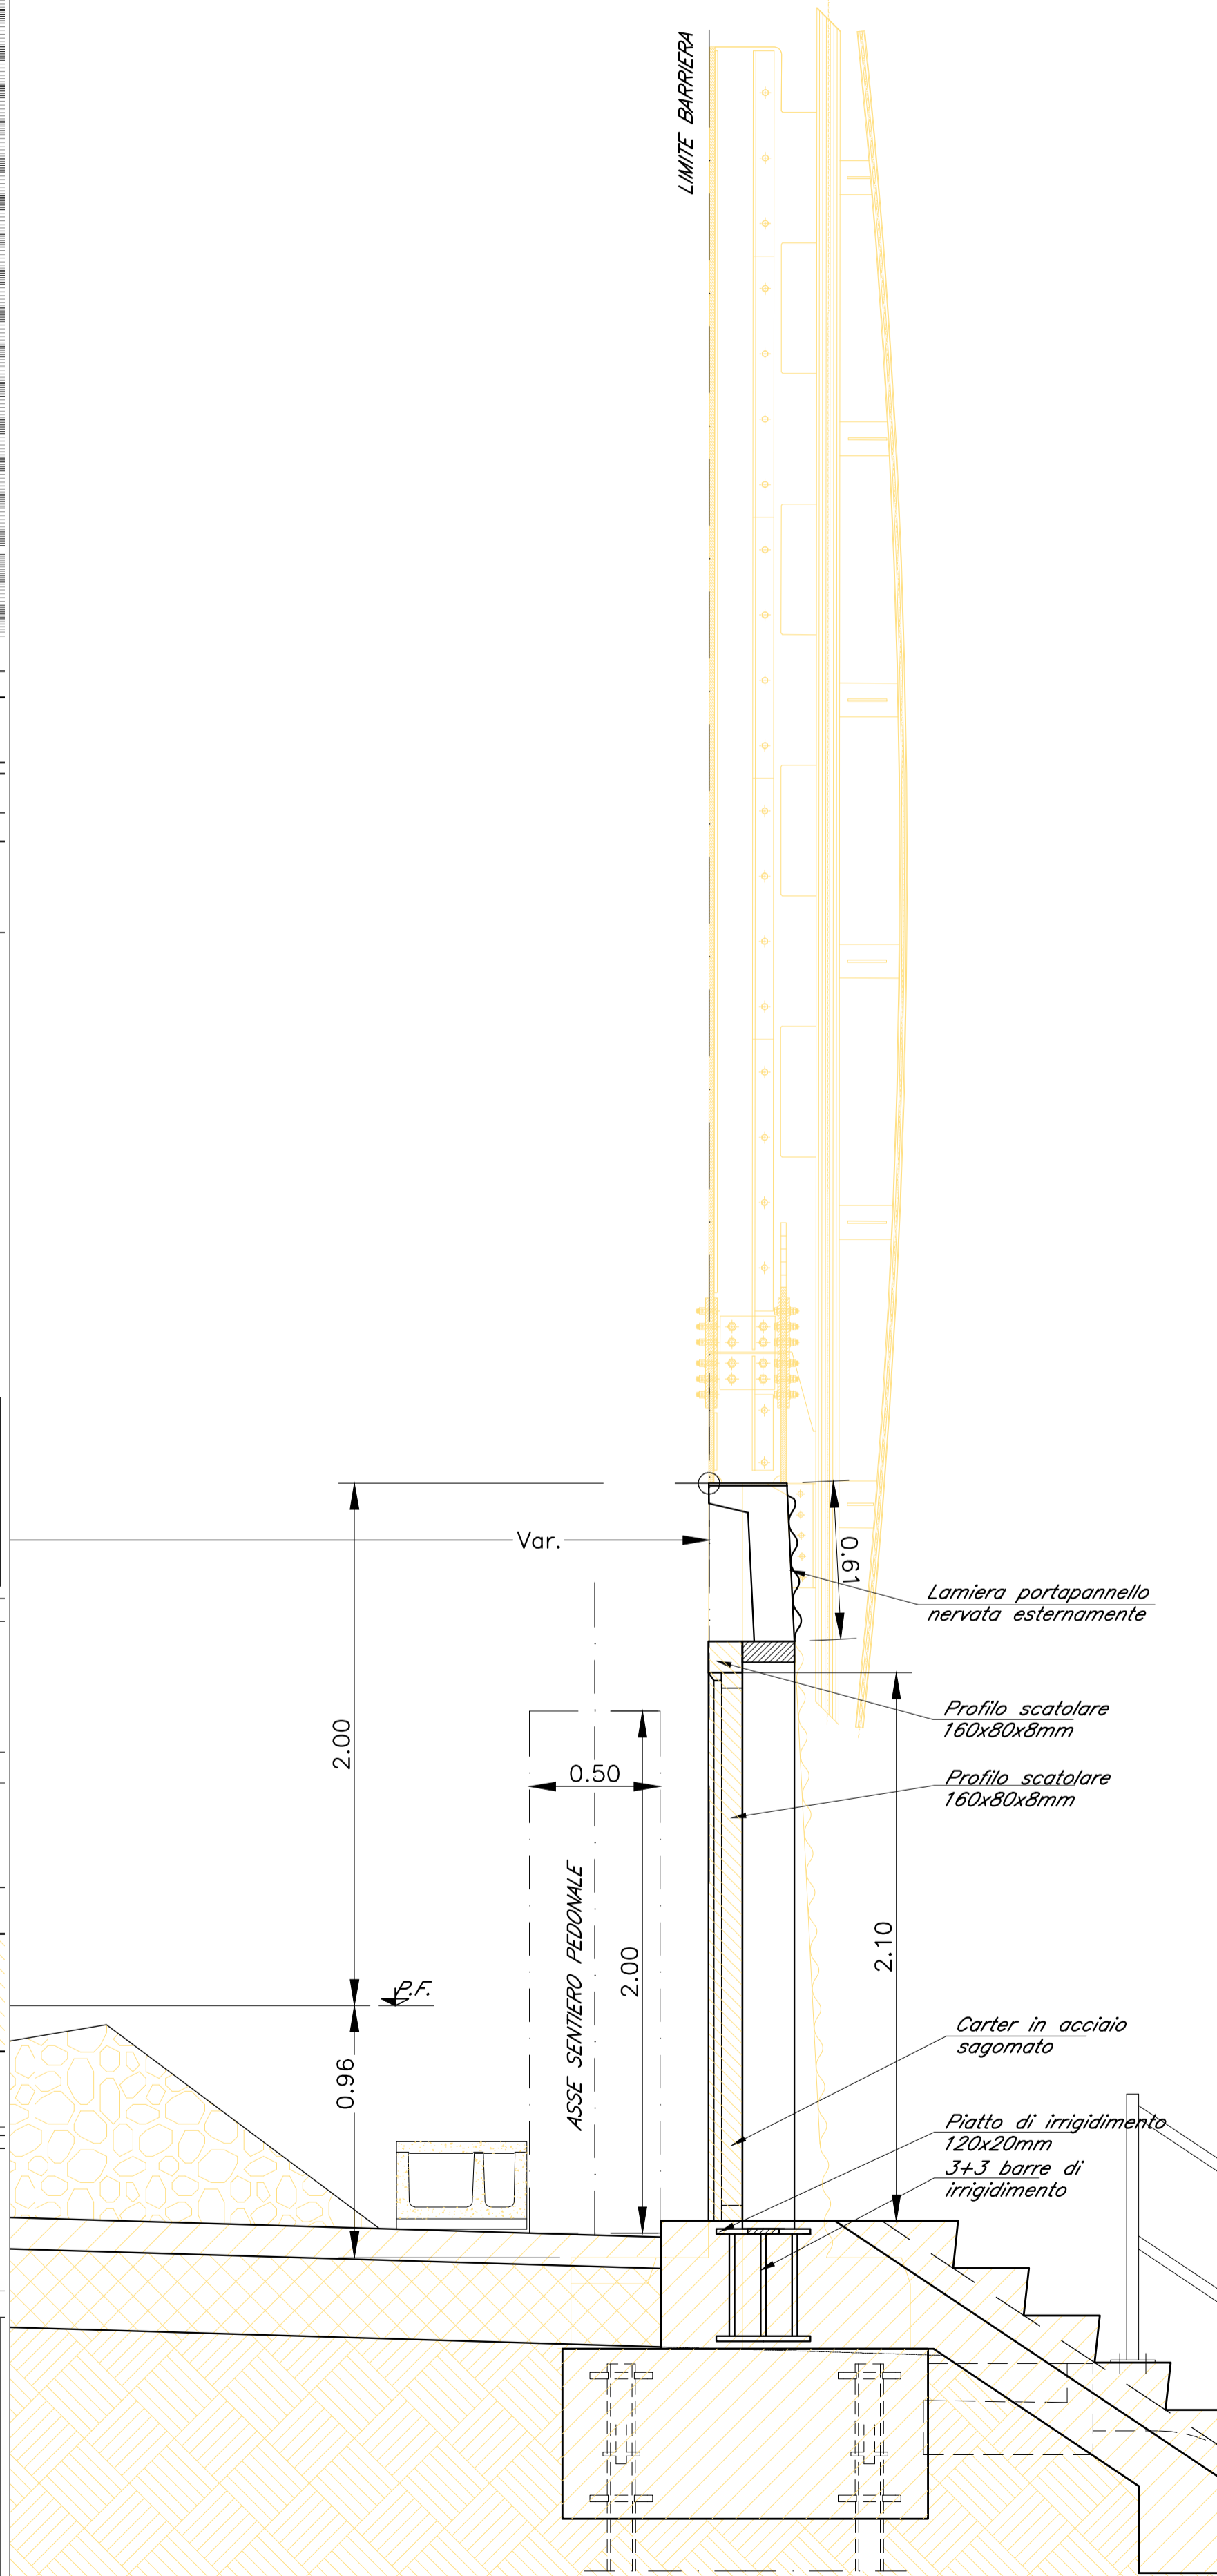 LIMITE BARRIERA
Var.
0.61
Lamiera portapannello
nervata esternamente
Profilo scatolare
160x80x8mm
2.00
0.50
Profilo scatolare
160x80x8mm
ASSE SENTIERO PEDONALE
2.00
2.10
P.F.
0.96
Carter in acciaio
sagomato
Piatto di irrigidimento
120x20mm
3+3 barre di
irrigidimento